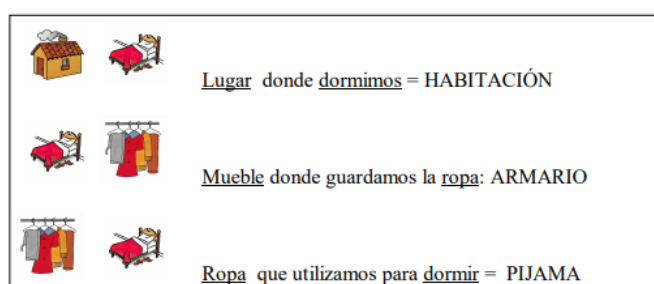 Lugar donde dormimos = HABITACIÓN
Mueble donde guardamos la ropa: ARMARIO
Ropa que utilizamos para dormir = PIJAMA